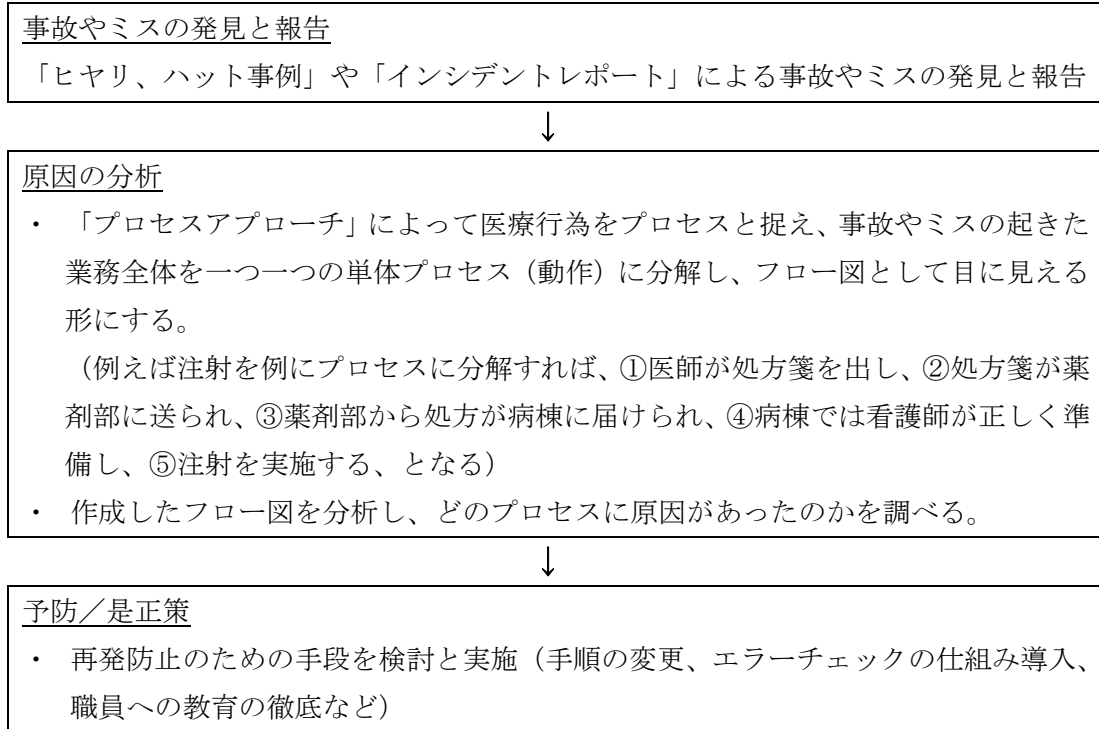 事故やミスの発見と報告
「ヒヤリ、ハット事例」や「インシデントレポート」による事故やミスの発見と報告
↓
原因の分析
・ 「プロセスアプローチ」によって医療行為をプロセスと捉え、事故やミスの起きた
業務全体を一つ一つの単体プロセス（動作）に分解し、フロー図として目に見える
形にする。
（例えば注射を例にプロセスに分解すれば、①医師が処方箋を出し、②処方箋が薬
剤部に送られ、③薬剤部から処方が病棟に届けられ、④病棟では看護師が正しく準
備し、⑤注射を実施する、となる）
・ 作成したフロー図を分析し、どのプロセスに原因があったのかを調べる。
↓
予防／是正策
・ 再発防止のための手段を検討と実施（手順の変更、エラーチェックの仕組み導入、
職員への教育の徹底など）